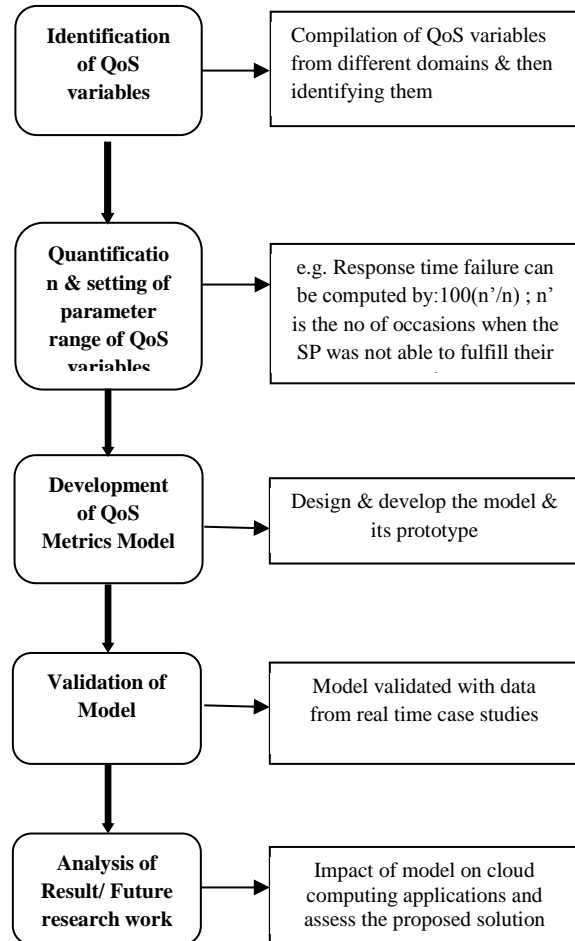 Identification
of QoS
variables
Compilation of QoS variables
from different domains & then
identifying them
Quantificatio
n & setting of
parameter
range of QoS
variables
e.g. Response time failure can
be computed by:100(n’/n) ; n’
is the no of occasions when the
SP was not able to fulfill their
Development
of QoS
Metrics Model
Design & develop the model &
its prototype
Validation of
Model
Model validated with data
from real time case studies
Analysis of
Result/ Future
research work
Impact of model on cloud
computing applications and
assess the proposed solution